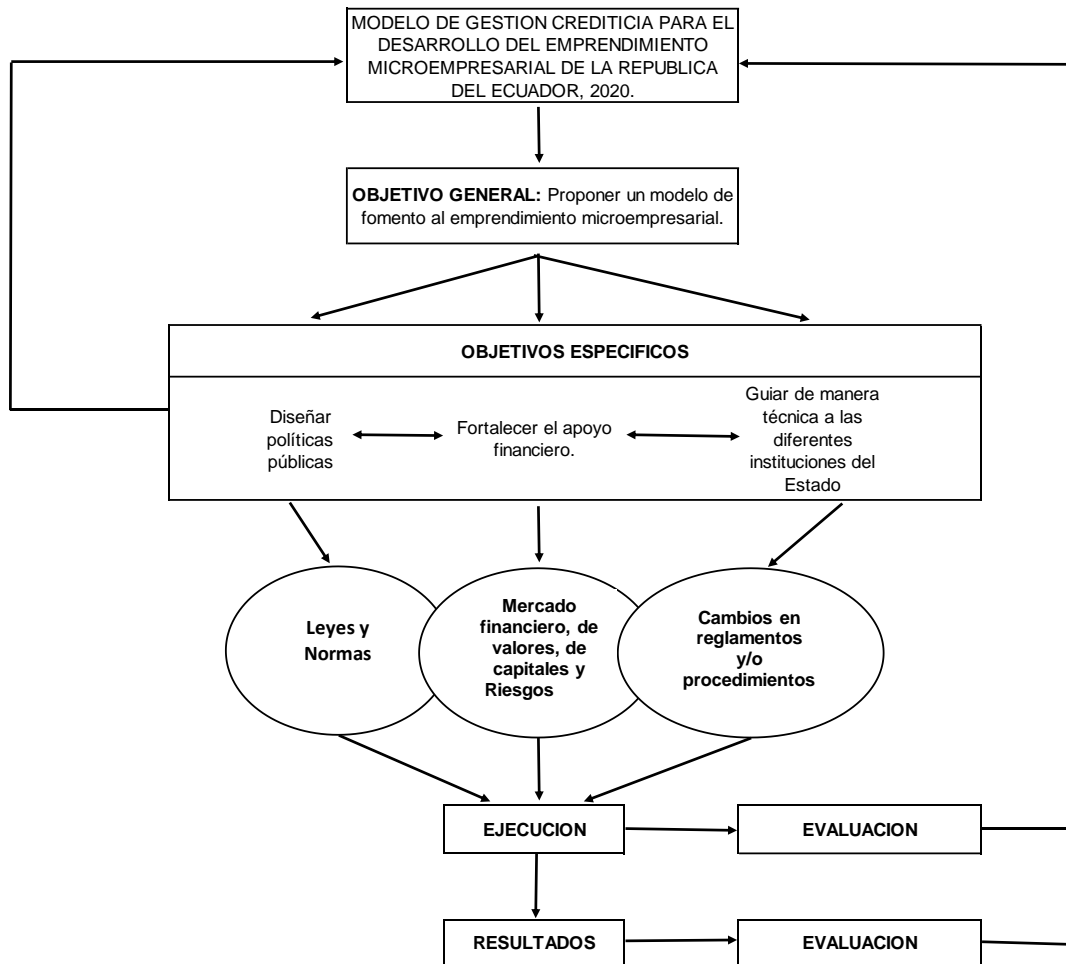 MODELO DE GESTION CREDITICIA PARA EL
DESARROLLO DEL EMPRENDIMIENTO
MICROEMPRESARIAL DE LA REPUBLICA
DEL ECUADOR, 2020.
OBJETIVO GENERAL: Proponer un modelo de
fomento al emprendimiento microempresarial.
OBJETIVOS ESPECIFICOS
Diseñar
políticas
públicas
Fortalecer el apoyo
financiero.
Guiar de manera
técnica a las
diferentes
instituciones del
Estado
Leyes y
Normas
Mercado
financiero, de
valores, de
capitales y
Riesgos
Cambios en
reglamentos
y/o
procedimientos
EJECUCION
EVALUACION
RESULTADOS
EVALUACION